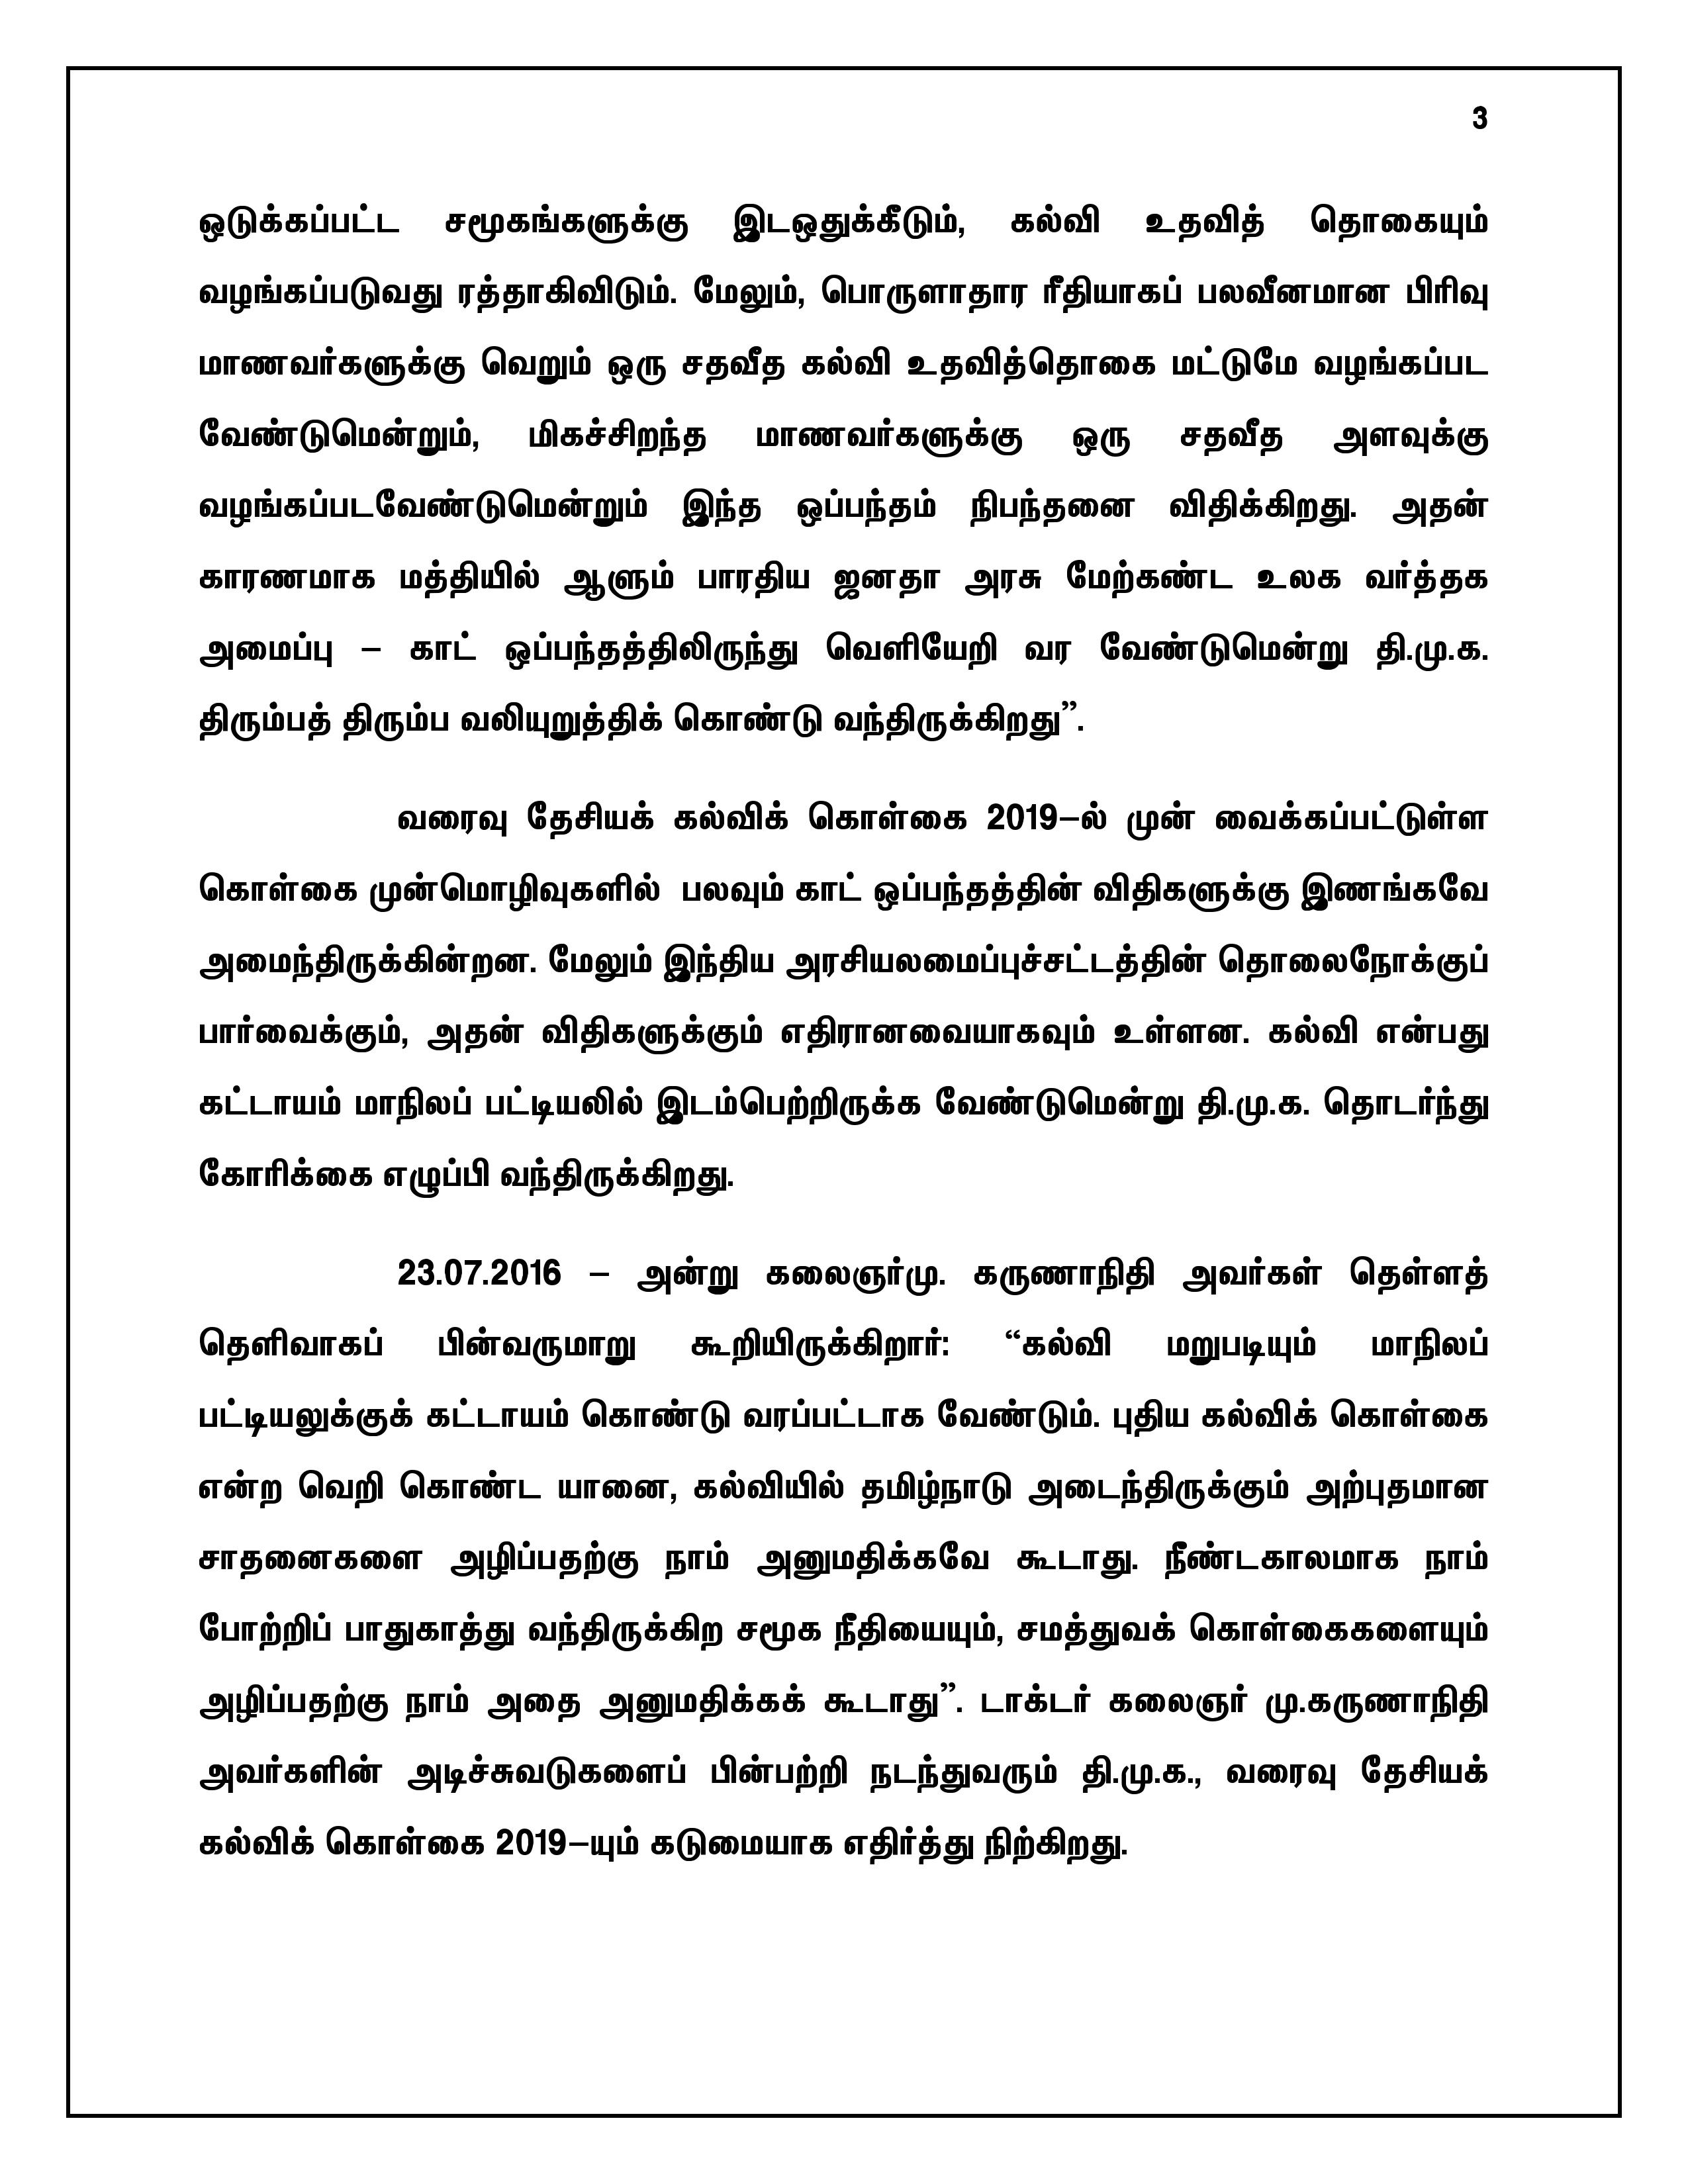 3
ஒடுக்கப்பட்ட சமூகங்களுக்கு இடஒதுக்கீடும், கல்வி உதவித் தொகையும்
வழங்கப்படுவது ரத்தாகிவிடும். மேலும், பொருளாதார ரீதியாகப் பலவீனமான பிரிவு
மாணவர்களுக்கு வெறும் ஒரு சதவீத கல்வி உதவித்தொகை மட்டுமே வழங்கப்பட
வேண்டுமென்றும், மிகச்சிறந்த மாணவர்களுக்கு ஒரு சதவீத அளவுக்கு
வழங்கப்படவேண்டுமென்றும் இந்த ஒப்பந்தம் நிபந்தனை விதிக்கிறது. அதன்
காரணமாக மத்தியில் ஆளும் பாரதிய ஜனதா அரசு மேற்கண்ட உலக வர்த்தக
அமைப்பு – காட் ஒப்பந்தத்திலிருந்து வெளியேறி வர வேண்டுமென்று தி.மு.க.
திரும்பத் திரும்ப வலியுறுத்திக் கொண்டு வந்திருக்கிறது”.
வரைவு தேசியக் கல்விக் கொள்கை 2019–ல் முன் வைக்கப்பட்டுள்ள
கொள்கை முன்மொழிவுகளில் பலவும் காட் ஒப்பந்தத்தின் விதிகளுக்கு இணங்கவே
அமைந்திருக்கின்றன. மேலும் இந்திய அரசியலமைப்புச்சட்டத்தின் தொலைநோக்குப்
பார்வைக்கும், அதன் விதிகளுக்கும் எதிரானவையாகவும் உள்ளன. கல்வி என்பது
கட்டாயம் மாநிலப் பட்டியலில் இடம்பெற்றிருக்க வேண்டுமென்று தி.மு.க. தொடர்ந்து
கோரிக்கை எழுப்பி வந்திருக்கிறது.
23.07.2016 – அன்று கலைஞர்மு. கருணாநிதி அவர்கள் தெள்ளத்
தெளிவாகப் பின்வருமாறு கூறியிருக்கிறார்: “கல்வி மறுபடியும் மாநிலப்
பட்டியலுக்குக் கட்டாயம் கொண்டு வரப்பட்டாக வேண்டும். புதிய கல்விக் கொள்கை
என்ற வெறி கொண்ட யானை, கல்வியில் தமிழ்நாடு அடைந்திருக்கும் அற்புதமான
சாதனைகளை அழிப்பதற்கு நாம் அனுமதிக்கவே கூடாது. நீண்டகாலமாக நாம்
போற்றிப் பாதுகாத்து வந்திருக்கிற சமூக நீதியையும், சமத்துவக் கொள்கைகளையும்
அழிப்பதற்கு நாம் அதை அனுமதிக்கக் கூடாது”. டாக்டர் கலைஞர் மு.கருணாநிதி
அவர்களின் அடிச்சுவடுகளைப் பின்பற்றி நடந்துவரும் தி.மு.க., வரைவு தேசியக்
கல்விக் கொள்கை 2019–யும் கடுமையாக எதிர்த்து நிற்கிறது.